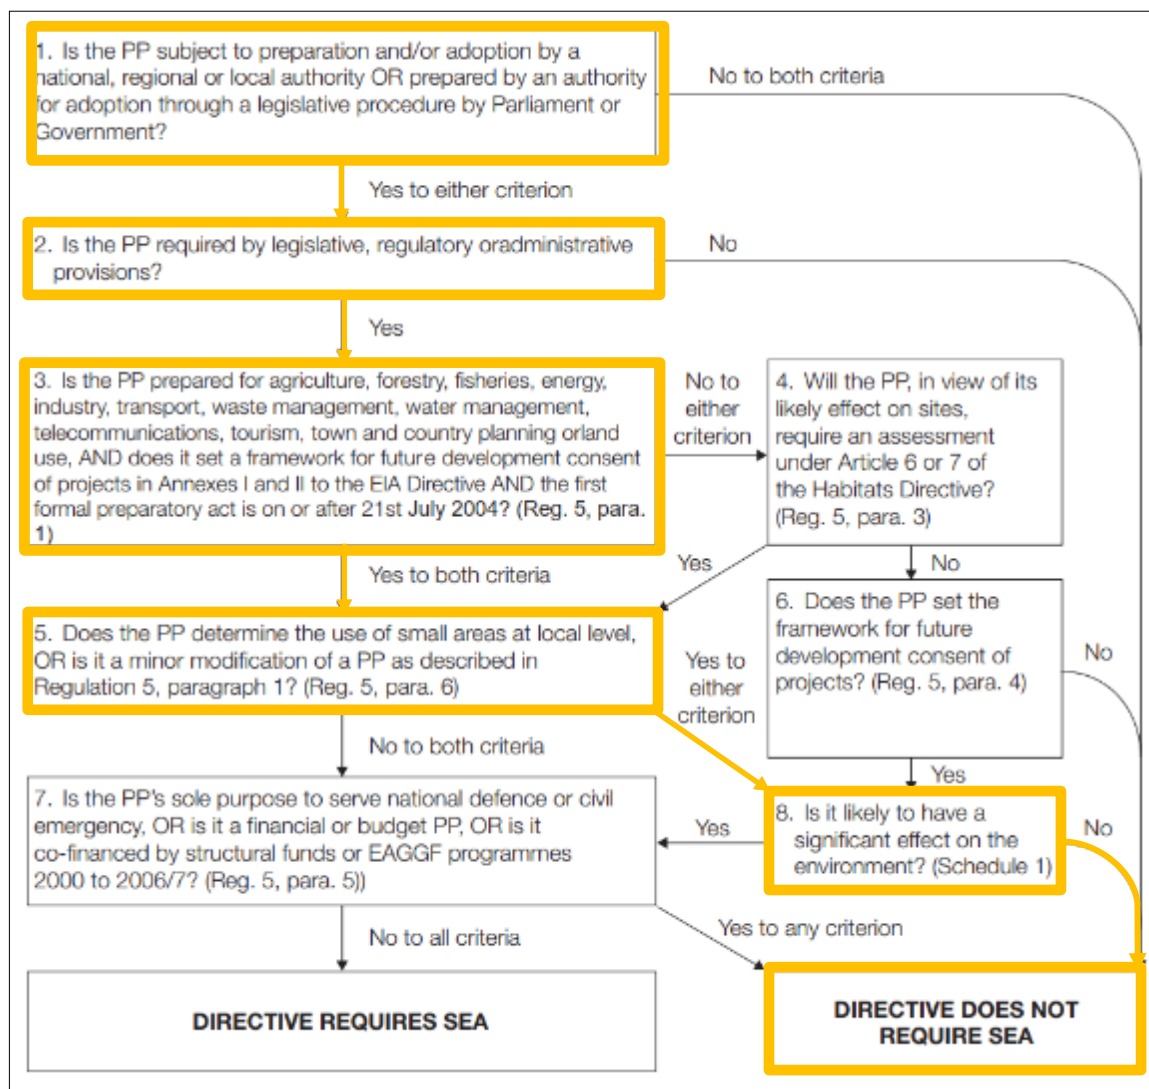 1. Is the PP subject to preparation and/or adoption by a
national, regional or local authority OR prepared by an authority
for adoption through a legislative procedure by Parliament or
Government?
No to both criteria
Yes to either criterion
2. Is the PP required by legislative, regulatory oradministrative
provisions?
No
Yes
3. Is the PP prepared for agriculture, forestry, fisheries, energy,
industry, transport, waste management, water management,
telecommunications, tourism, town and country planning orland
use, AND does it set a framework for future development consent
of projects in Annexes I and II to the EIA Directive AND the first
formal preparatory act is on or after 21st July 2004? (Reg. 5, para.
1)
No to
either
criterion
4. Will the PP, in view of its
likely effect on sites,
require an assessment
under Article 6 or 7 of
the Habitats Directive?
(Reg. 5, para. 3)
Yes to both criteria
Yes
No
5. Does the PP determine the use of small areas at local level,
OR is it a minor modification of a PP as described in
Regulation 5, paragraph 1? (Reg. 5, para. 6)
Yes to
either
criterion
6. Does the PP set the
framework for future
development consent of
projects? (Reg. 5, para. 4)
No
No to both criteria
Yes
7. Is the PP's sole purpose to serve national defence or civil
emergency, OR is it a financial or budget PP, OR is it
co-financed by structural funds or EAGGF programmes
2000 to 2006/7? (Reg. 5, para. 5))
Yes
8. Is it likely to have a
significant effect on the
environment? (Schedule 1)
No
No to all criteria
Yes to any criterion
DIRECTIVE REQUIRES SEA
DIRECTIVE DOES NOT
REQUIRE SEA